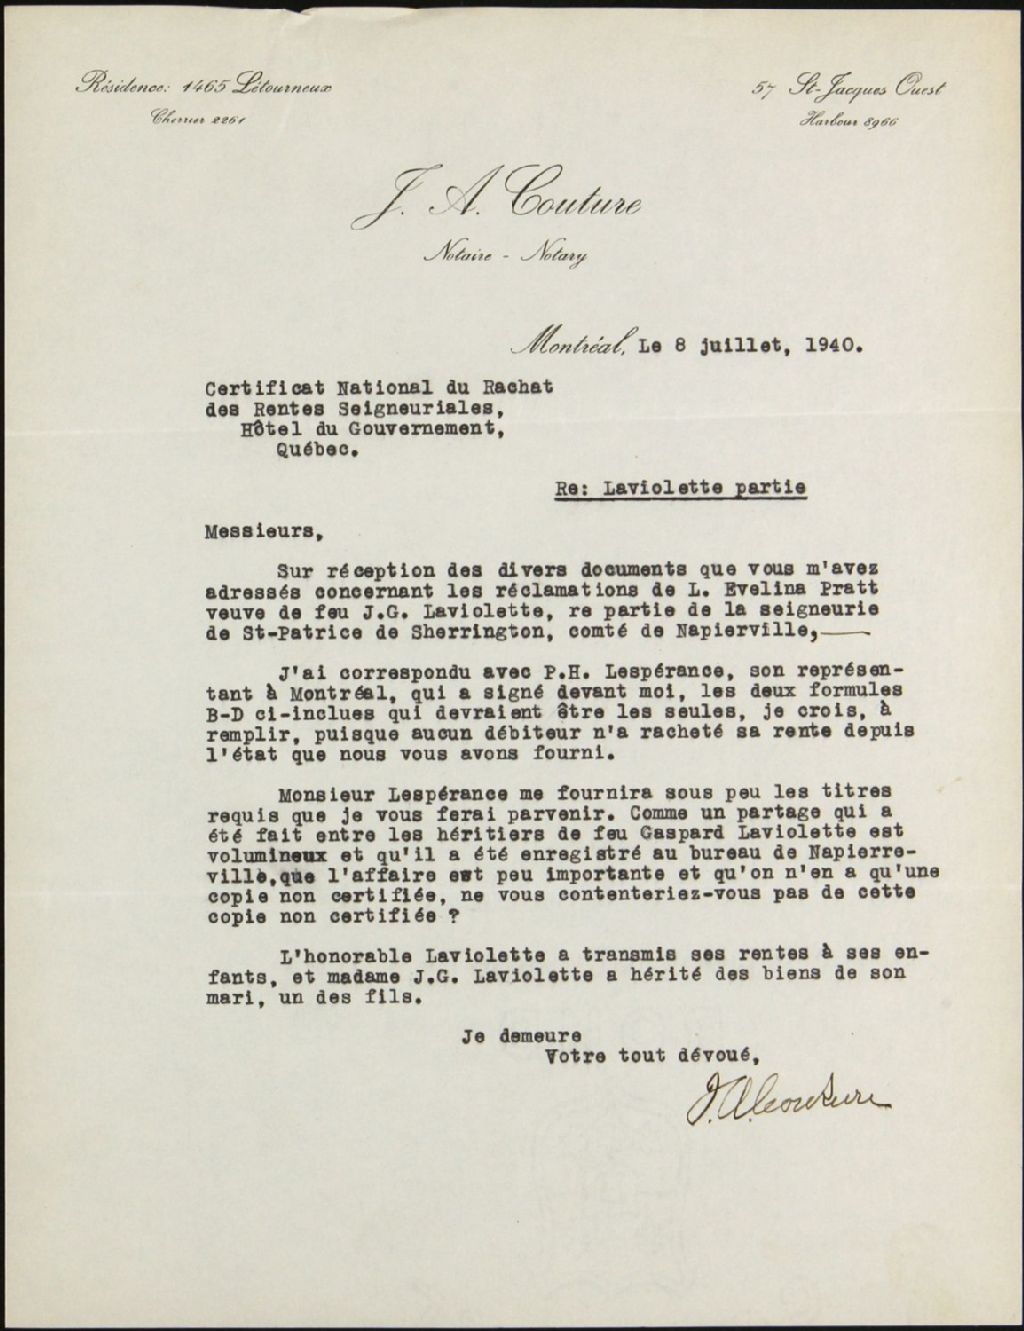 Résidence: 1465 Létourneux
Cherrier 2261
57 St-Jacques Ouest
Harbour 8966
J. A. Couture
Notaire - Notary
Montréal, Le 8 juillet, 1940.
Certificat National du Rachat
des Rentes Seigneuriales,
Hôtel du Gouvernement,
Québec.
Re: Laviolette partie
Messieurs,
Sur réception des divers documents que vous m'avez
adressés concernant les réclamations de L. Evelina Pratt
veuve de feu J.G. Laviolette, re partie de la seigneurie
de St-Patrice de Sherrington, comté de Napierville,——
J'ai correspondu avec P.H. Lespérance, son représen-
tant à Montréal, qui a signé devant moi, les deux formules
B-D ci-inclues qui devraient être les seules, je crois, à
remplir, puisque aucun débiteur n'a racheté sa rente depuis
l'état que nous vous avons fourni.
Monsieur Lespérance me fournira sous peu les titres
requis que je vous ferai parvenir. Comme un partage qui a
été fait entre les héritiers de feu Gaspard Laviolette est
volumineux et qu'il a été enregistré au bureau de Napierre-
ville,que l'affaire est peu importante et qu'on n'en a qu'une
copie non certifiée, ne vous contenteriez-vous pas de cette
copie non certifiée ?
L'honorable Laviolette a transmis ses rentes à ses en-
fants, et madame J.G. Laviolette a hérité des biens de son
mari, un des fils.
Je demeure
Votre tout dévoué,
J.A. Couture